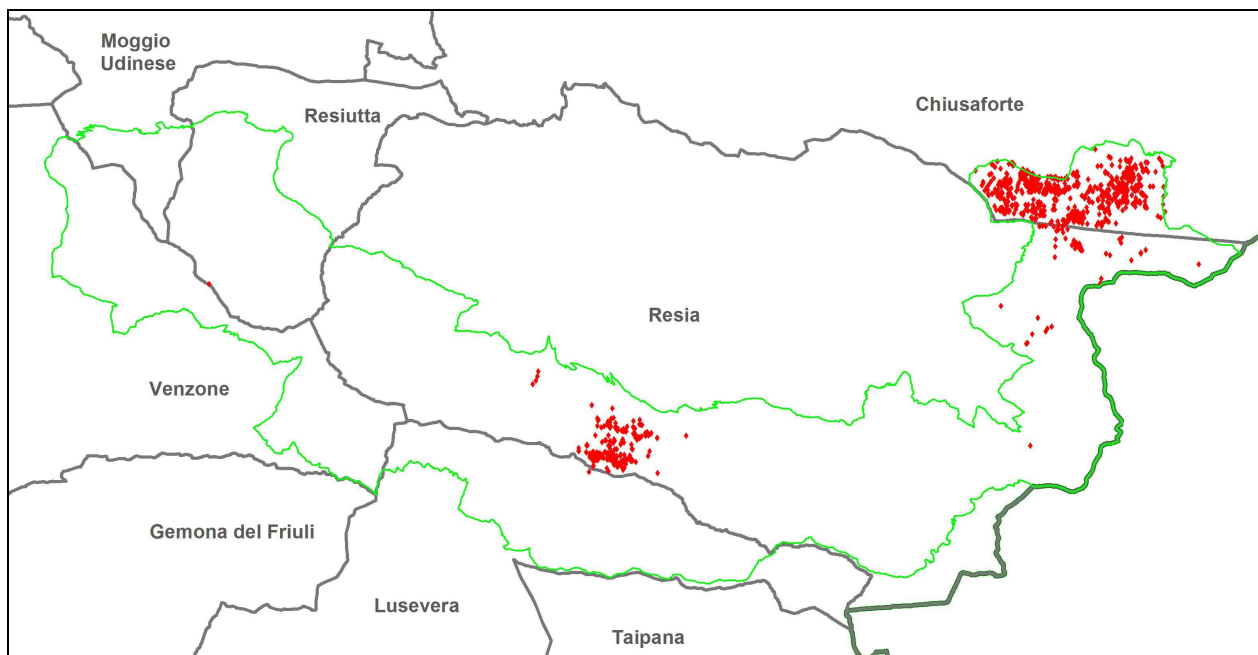 Moggio
Udinese
Resiutta
Chiusaforte
Resia
Venzone
Gemona del Friuli
Lusevera
Taipana